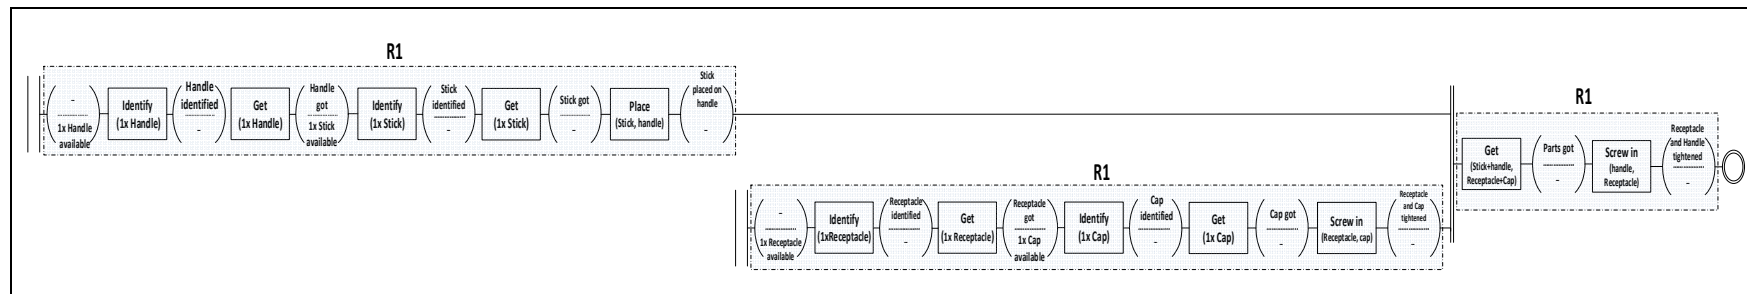 R1
-
1x Handle
available
Identify
(1x Handle)
Handle
identified
-
Get
(1x Handle)
Handle
got
1x Stick
available
Identify
(1x Stick)
Stick
identified
-
Get
(1x Stick)
Stick got
-
Place
(Stick, handle)
Stick
placed on
handle
-
R1
-
1x Receptacle
available
Identify
(1xReceptacle)
Receptacle
identified
-
Get
(1x Receptacle)
Receptacle
got
1x Cap
available
Identify
(1x Cap)
Cap
identified
-
Get
(1x Cap)
Cap got
-
Screw in
(Receptacle, cap)
Receptacle
and Cap
tightened
-
R1
Get
(Stick+handle,
Receptacle+Cap)
Parts got
-
Screw in
(handle,
Receptacle)
Receptacle
and Handle
tightened
-